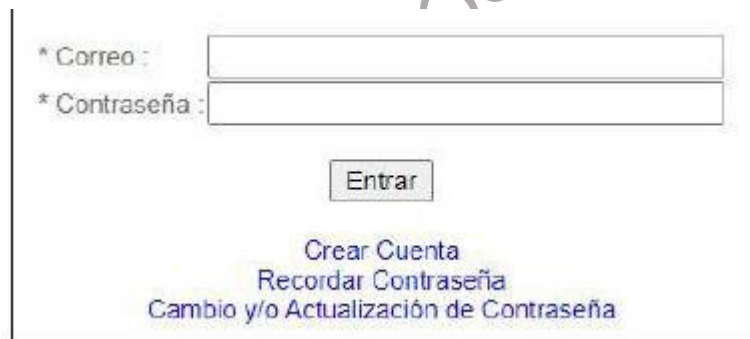 * Correo :
* Contraseña :
Entrar
Crear Cuenta
Recordar Contraseña
Cambio y/o Actualización de Contraseña